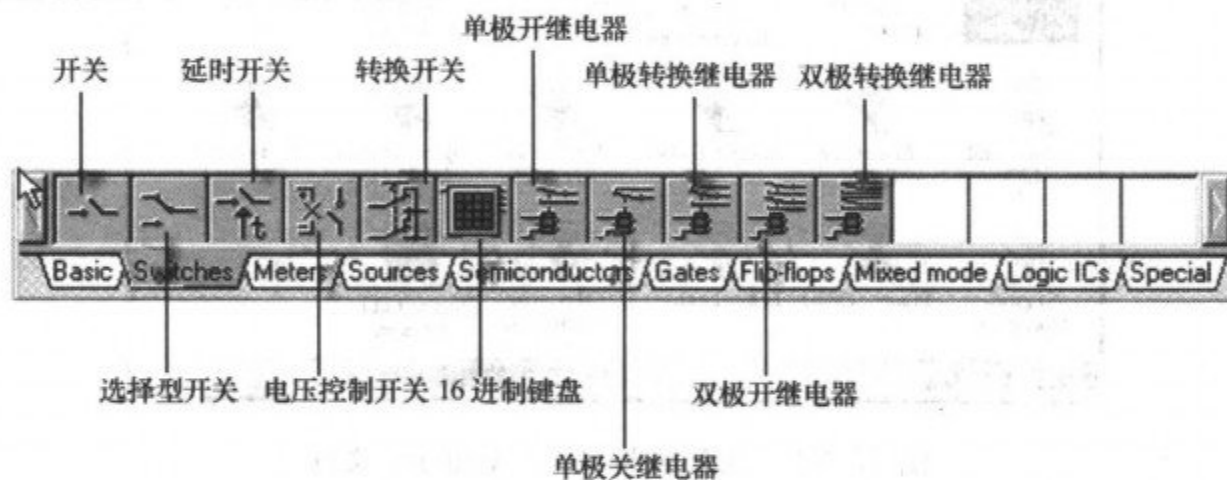 单极开继电器
开关 延时开关 转换开关 单极转换继电器 双极转换继电器
t
Basic Switches Meters Sources Semiconductors Gates Flip-flops Mixed mode Logic ICs Special
选择型开关 电压控制开关 16 进制键盘 双极开继电器
单极关继电器